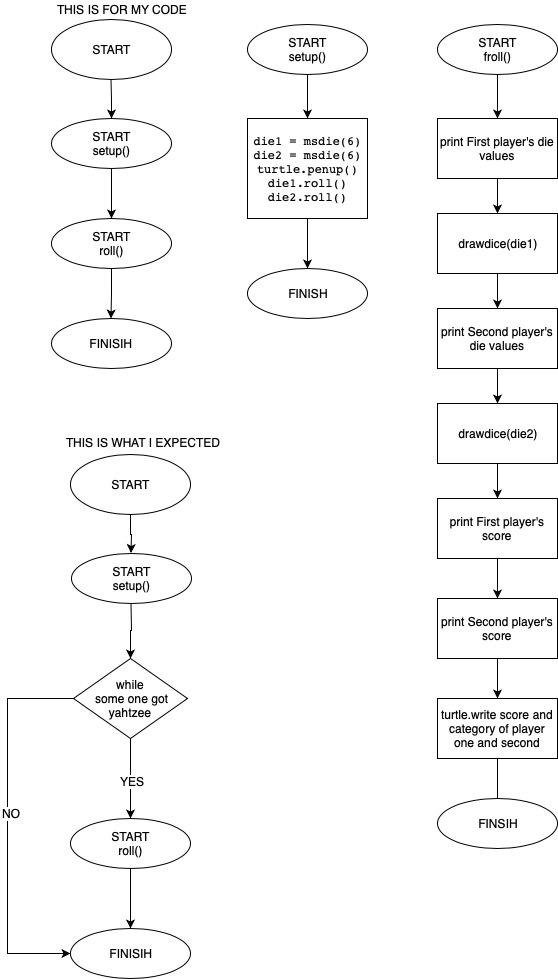 THIS IS FOR MY CODE
START
START
setup()
START
roll()
FINISIH
START
setup()
die1 = msdie(6)
die2 = msdie(6)
turtle.penup()
die1.roll()
die2.roll()
FINISH
START
froll()
print First player's die
values
drawdice(die1)
print Second player's
die values
drawdice(die2)
print First player's
score
print Second player's
score
turtle.write score and
category of player
one and second
FINSIH
THIS IS WHAT I EXPECTED
START
START
setup()
while
some one got
yahtzee
YES
NO
START
roll()
FINISIH